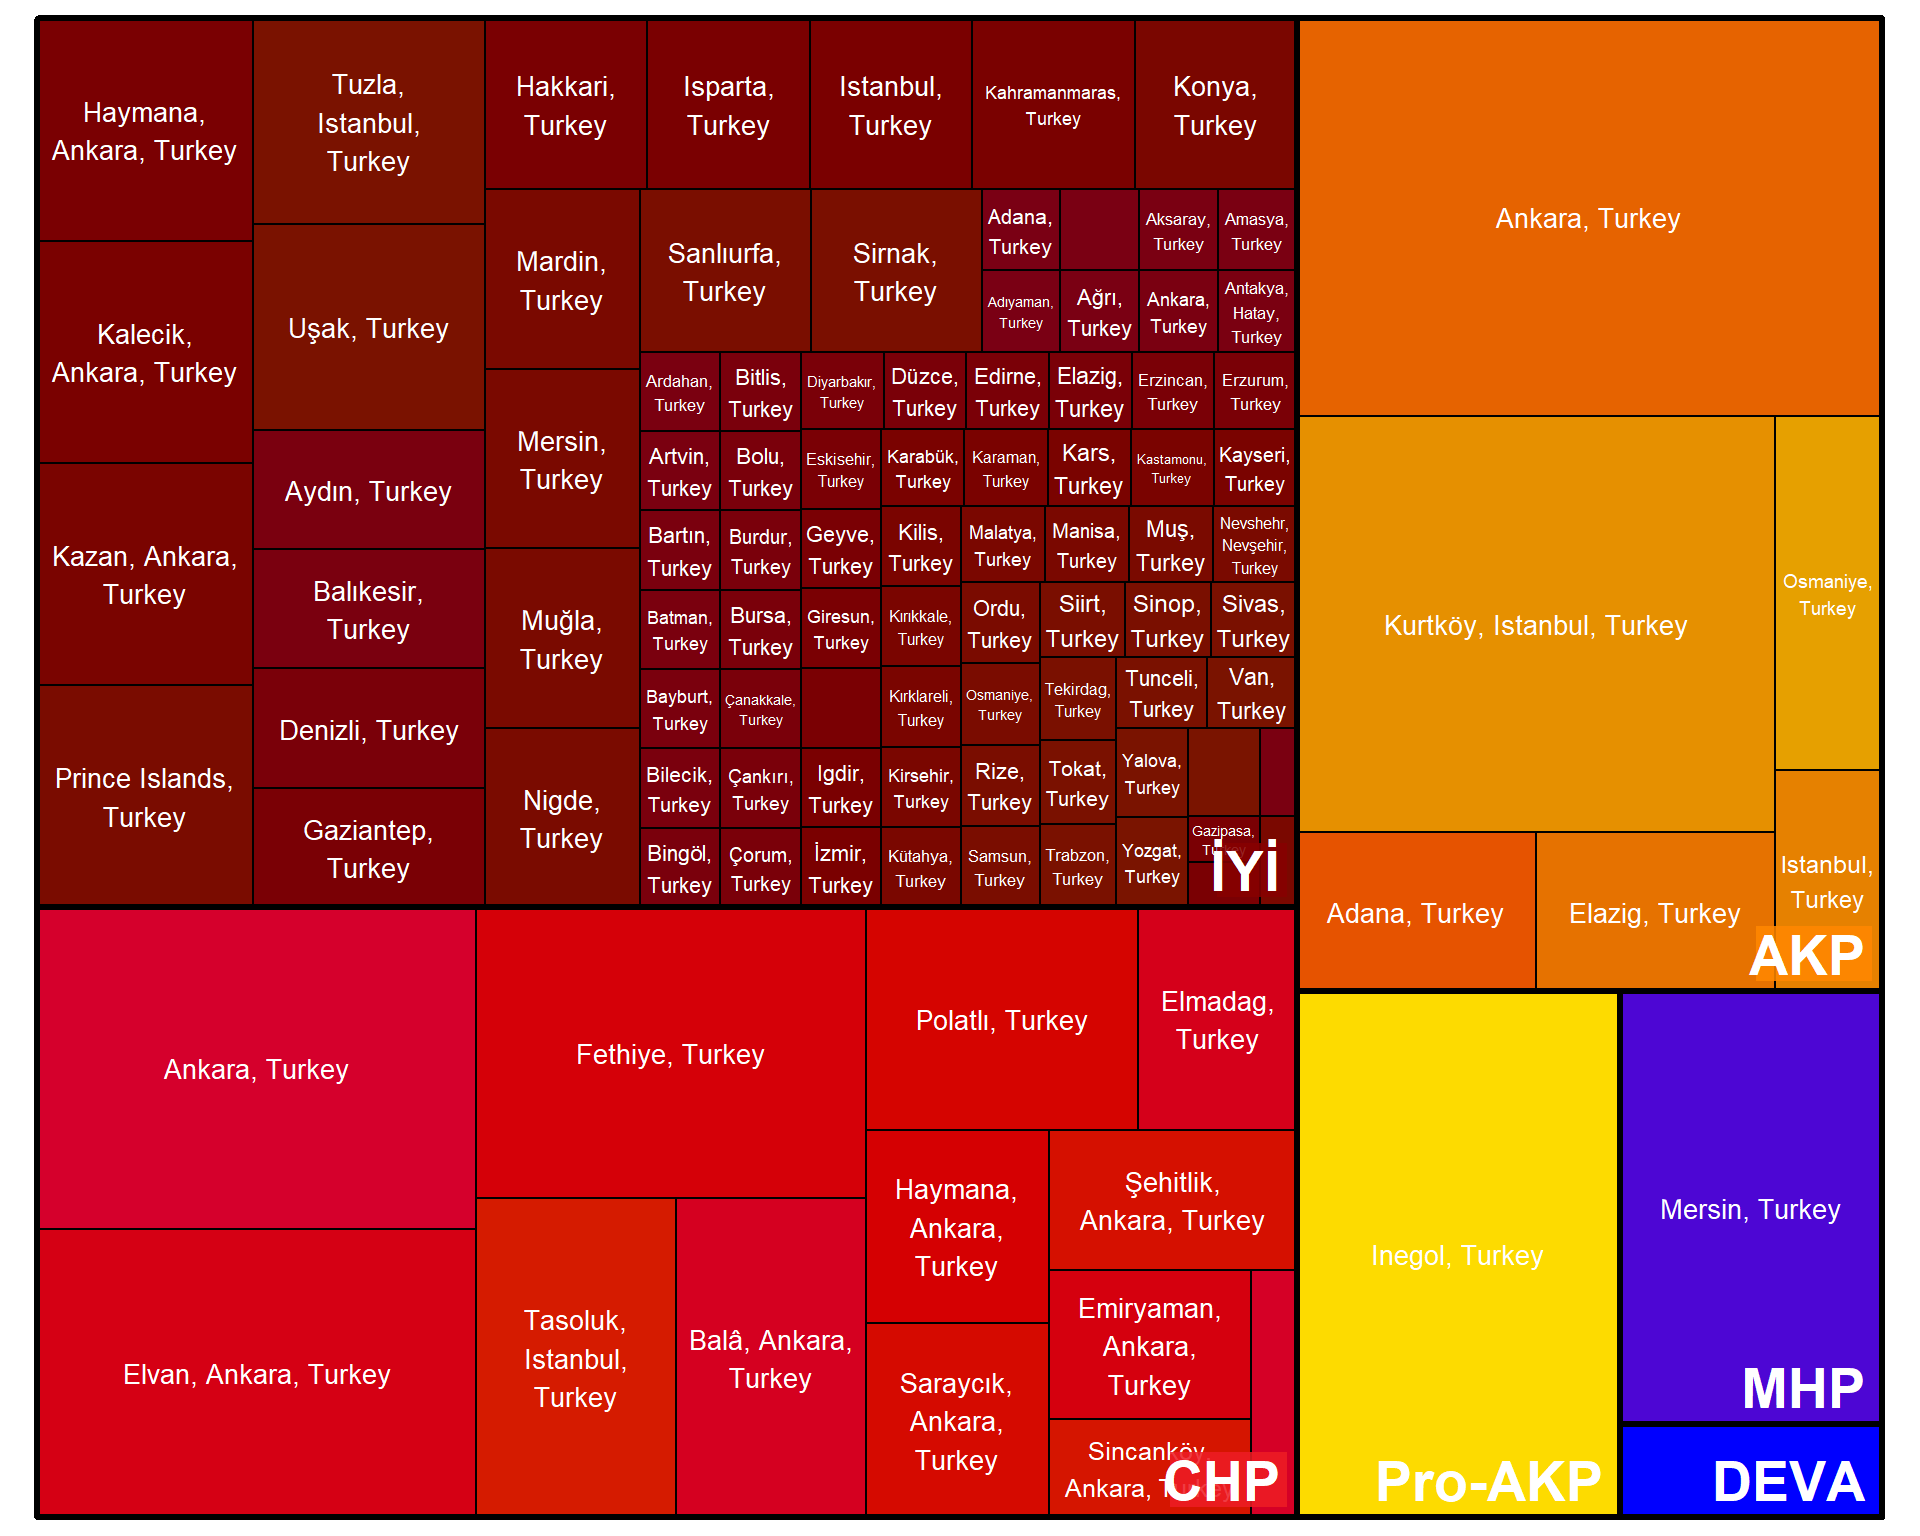 Haymana,
Ankara, Turkey
Kalecik,
Ankara, Turkey
Kazan, Ankara,
Turkey
Prince Islands,
Turkey
Tuzla,
Istanbul,
Turkey
Uşak, Turkey
Aydın, Turkey
Balıkesir,
Turkey
Denizli, Turkey
Gaziantep,
Turkey
Hakkari,
Turkey
Isparta,
Turkey
Istanbul,
Turkey
Kahramanmaras,
Turkey
Konya,
Turkey
Mardin,
Turkey
Mersin,
Turkey
Muğla,
Turkey
Nigde,
Turkey
Sanlıurfa,
Turkey
Sirnak,
Turkey
Adana,
Turkey
Aksaray,
Turkey
Amasya,
Turkey
Adıyaman,
Turkey
Ağrı,
Turkey
Ankara,
Turkey
Antakya,
Hatay,
Turkey
Ardahan,
Turkey
Bitlis,
Turkey
Diyarbakır,
Turkey
Düzce,
Turkey
Edirne,
Turkey
Elazig,
Turkey
Erzincan,
Turkey
Erzurum,
Turkey
Artvin,
Turkey
Bolu,
Turkey
Eskisehir,
Turkey
Karabük,
Turkey
Karaman,
Turkey
Kars,
Turkey
Kastamonu,
Turkey
Kayseri,
Turkey
Bartın,
Turkey
Burdur,
Turkey
Geyve,
Turkey
Kilis,
Turkey
Malatya,
Turkey
Manisa,
Turkey
Muş,
Turkey
Nevshehr,
Nevşehir,
Turkey
Batman,
Turkey
Bursa,
Turkey
Giresun,
Turkey
Kırıkkale,
Turkey
Ordu,
Turkey
Siirt,
Turkey
Sinop,
Turkey
Sivas,
Turkey
Bayburt,
Turkey
Çanakkale,
Turkey
Kırklareli,
Turkey
Osmaniye,
Turkey
Tekirdag,
Turkey
Tunceli,
Turkey
Van,
Turkey
Bilecik,
Turkey
Çankırı,
Turkey
Igdir,
Turkey
Kirsehir,
Turkey
Rize,
Turkey
Tokat,
Turkey
Yalova,
Turkey
Bingöl,
Turkey
Çorum,
Turkey
İzmir,
Turkey
Kütahya,
Turkey
Samsun,
Turkey
Trabzon,
Turkey
Yozgat,
Turkey
Gazipasa,
İYİ
Ankara, Turkey
Kurtköy, Istanbul, Turkey
Osmaniye,
Turkey
Adana, Turkey
Elazig, Turkey
Istanbul,
Turkey
AKP
Ankara, Turkey
Elvan, Ankara, Turkey
Fethiye, Turkey
Tasoluk,
Istanbul,
Turkey
Balâ, Ankara,
Turkey
Polatlı, Turkey
Elmadag,
Turkey
Haymana,
Ankara,
Turkey
Şehitlik,
Ankara, Turkey
Saraycık,
Ankara,
Turkey
Emiryaman,
Ankara,
Turkey
Sincanköy,
Ankara,
CHP
Inegol, Turkey
Pro-AKP
Mersin, Turkey
MHP
DEVA